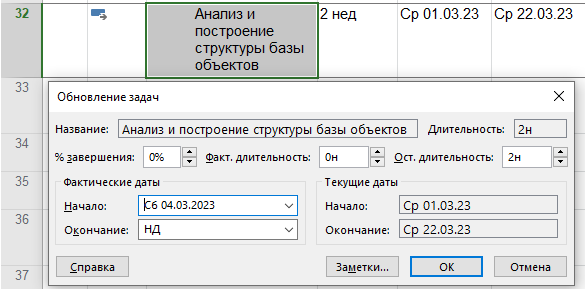 32 Анализ и построение структуры базы объектов 2 нед Ср 01.03.23 Ср 22.03.23
33
Обновление задач
Название: Анализ и построение структуры базы объектов Длительность: 2н
34
% завершения: 0% Факт. длительность: 0н Ост. длительность: 2н
35
Фактические даты Текущие даты
Начало: Сб 04.03.2023 Начало: Ср 01.03.23
36
Окончание: НД Окончание: Ср 22.03.23
37
Справка Заметки... ОК Отмена